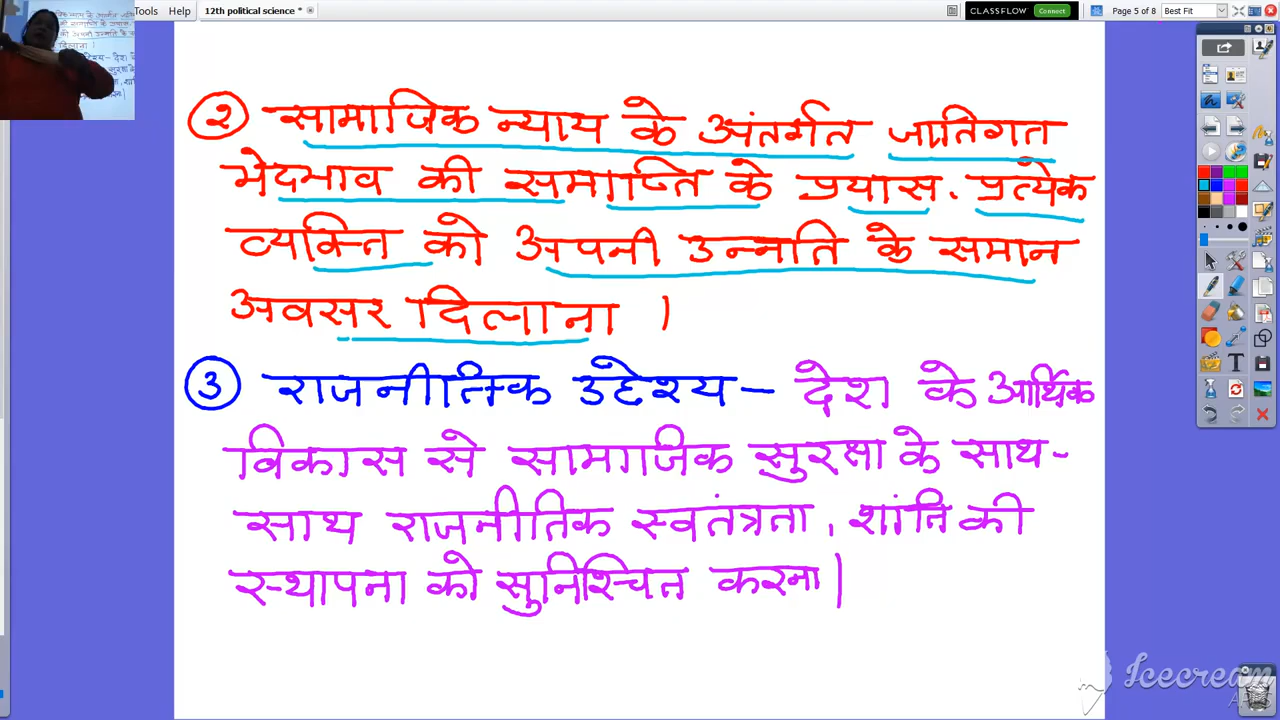 Tools Help
12th political science *
CLASSFLOW Connect
Page 5 of 8 Best Fit
② सामाजिक न्याय के अंतर्गत जातिगत
भेदभाव की समाप्ति के प्रयास. प्रत्येक
व्यक्ति को अपनी उन्नति के समान
अवसर दिलाना ।
③ राजनीतिक उद्देश्य - देश के आर्थिक
विकास से सामाजिक सुरक्षा के साथ-
साथ राजनीतिक स्वतंत्रता, शांति की
स्थापना को सुनिश्चित करना|
Icecream
APPS